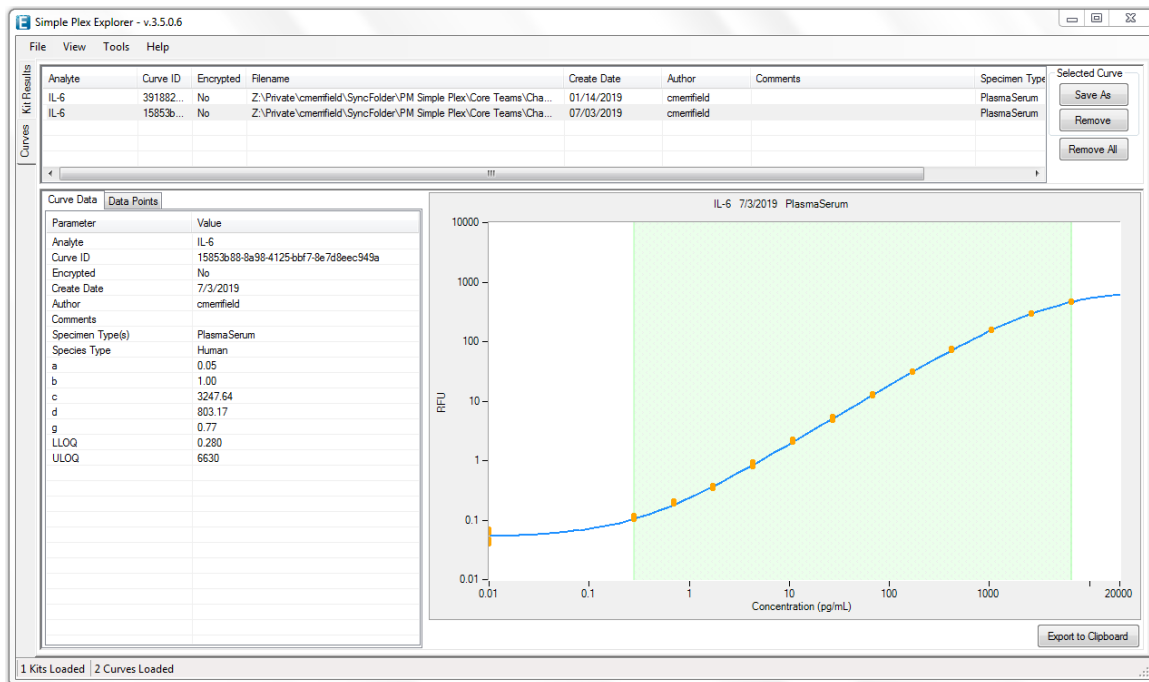 Simple Plex Explorer - v.3.5.0.6
File View Tools Help
Kit Results
Curves
Analyte Curve ID Encrypted Filename Create Date Author Comments Specimen Type
IL-6 391882... No Z:\Private\cmerrifield\SyncFolder\PM Simple Plex\Core Teams\Cha... 01/14/2019 cmerrifield PlasmaSerum
IL-6 15853b... No Z:\Private\cmerrifield\SyncFolder\PM Simple Plex\Core Teams\Cha... 07/03/2019 cmerrifield PlasmaSerum
Selected Curve
Save As
Remove
Remove All
Curve Data Data Points
Parameter Value
Analyte IL-6
Curve ID 15853b88-8a98-4125-bbf7-8e7d8eec949a
Encrypted No
Create Date 7/3/2019
Author cmerrifield
Comments
Specimen Type(s) PlasmaSerum
Species Type Human
a 0.05
b 1.00
c 3247.64
d 803.17
g 0.77
LLOQ 0.280
ULOQ 6630
IL-6 7/3/2019 PlasmaSerum
10000
1000
100
10
1
0.1
0.01
RFU
0.01 0.1 1 10 100 1000 20000
Concentration (pg/mL)
Export to Clipboard
1 Kits Loaded 2 Curves Loaded